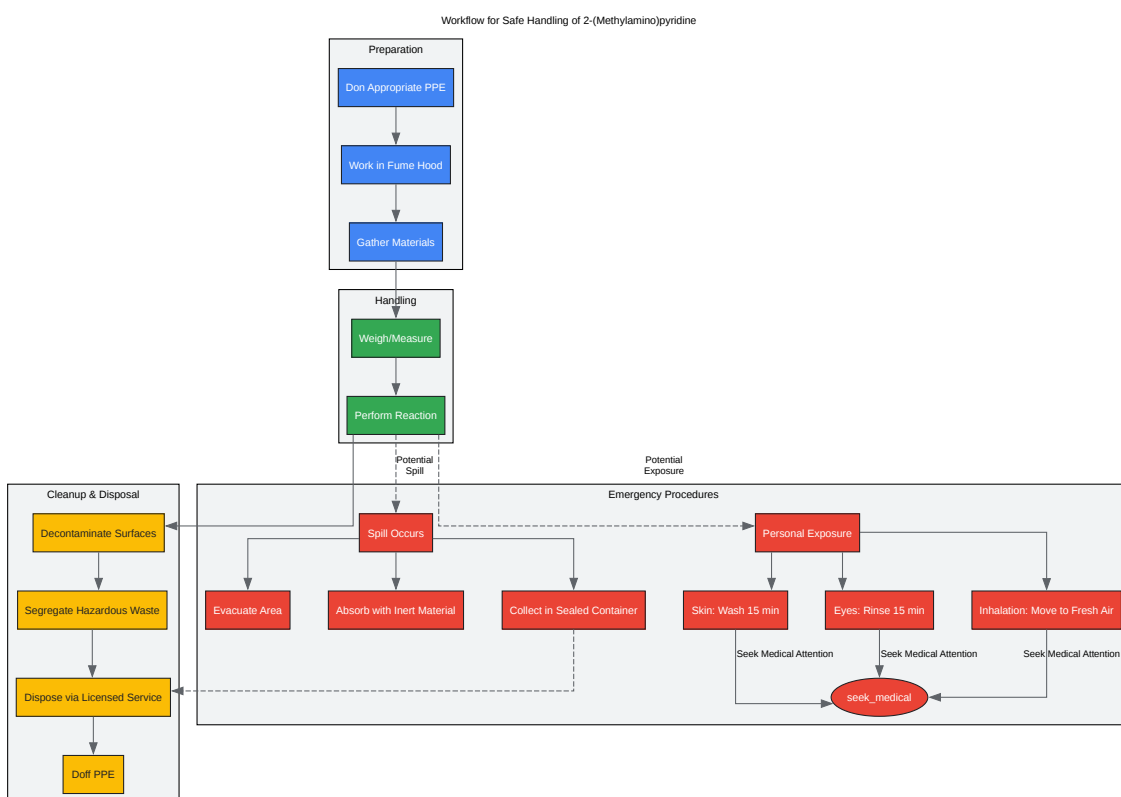 Workflow for Safe Handling of 2-(Methylamino)pyridine
Preparation
Don Appropriate PPE
Work in Fume Hood
Gather Materials
Handling
Weigh/Measure
Perform Reaction
Potential
Spill
Potential
Exposure
Cleanup & Disposal
Decontaminate Surfaces
Segregate Hazardous Waste
Dispose via Licensed Service
Doff PPE
Emergency Procedures
Spill Occurs
Personal Exposure
Evacuate Area
Absorb with Inert Material
Collect in Sealed Container
Skin: Wash 15 min
Eyes: Rinse 15 min
Inhalation: Move to Fresh Air
Seek Medical Attention
Seek Medical Attention
Seek Medical Attention
seek_medical